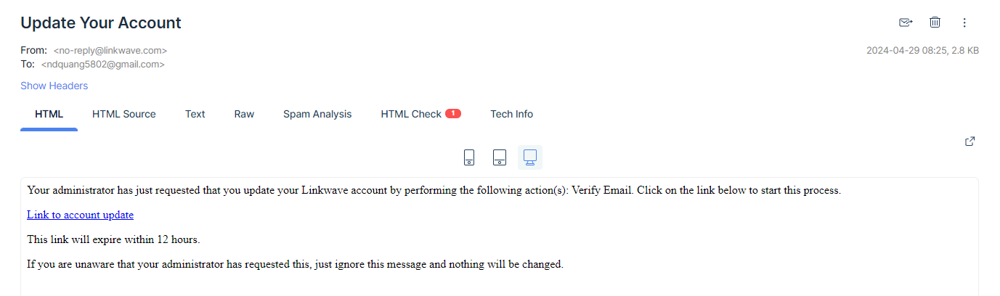 Update Your Account
From: <no-reply@linkwave.com>
2024-04-29 08:25, 2.8 KB
To: <ndquang5802@gmail.com>
Show Headers
HTML HTML Source Text Raw Spam Analysis HTML Check 1 Tech Info
Your administrator has just requested that you update your Linkwave account by performing the following action(s): Verify Email. Click on the link below to start this process.
Link to account update
This link will expire within 12 hours.
If you are unaware that your administrator has requested this, just ignore this message and nothing will be changed.